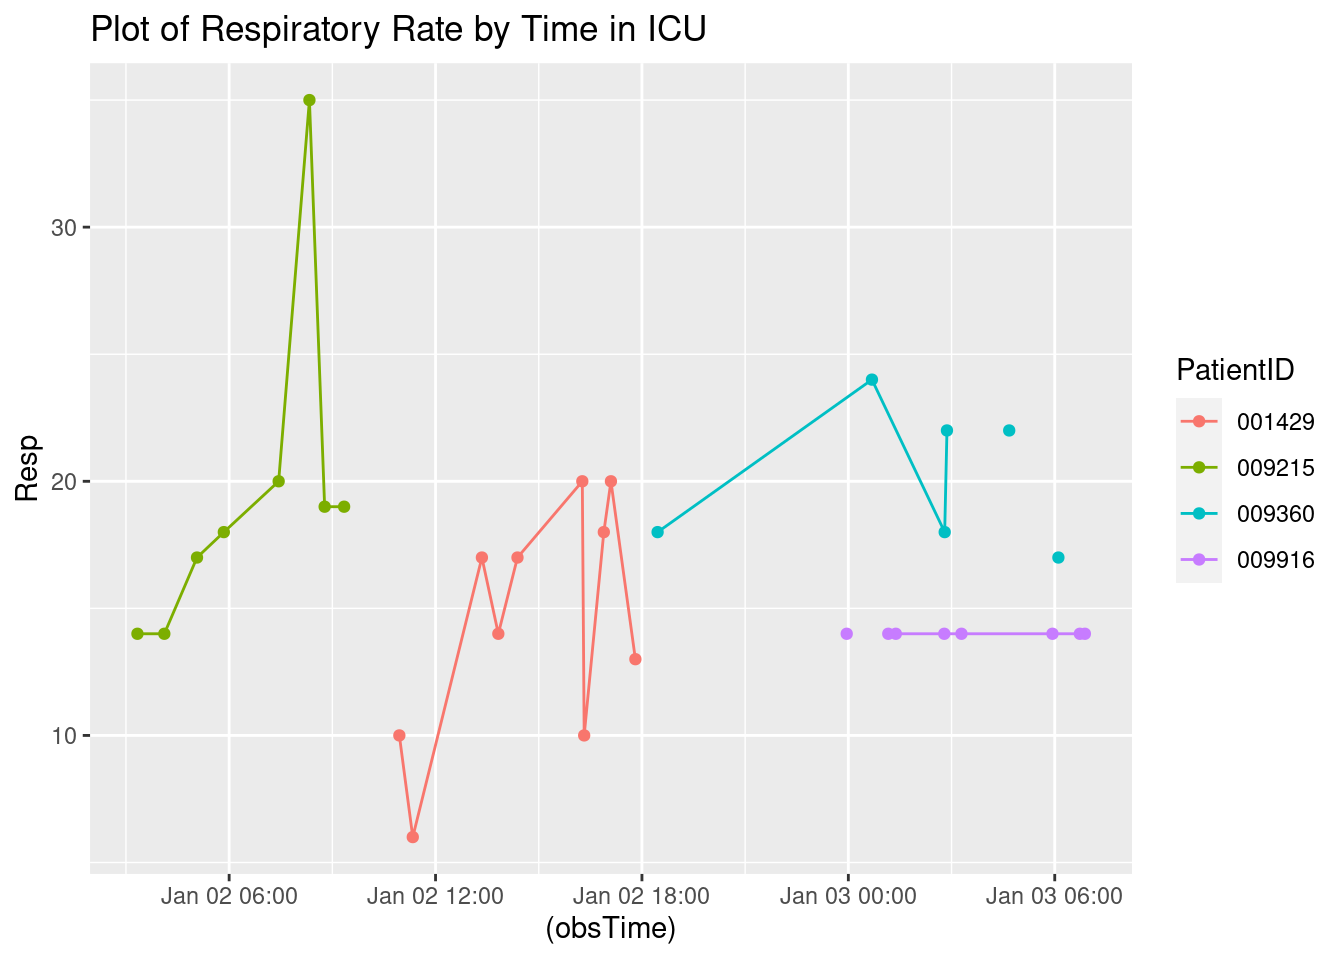 Plot of Respiratory Rate by Time in ICU
30
20
10
Resp
Jan 02 06:00
Jan 02 12:00
Jan 02 18:00
Jan 03 00:00
Jan 03 06:00
(obsTime)
PatientID
001429
009215
009360
009916